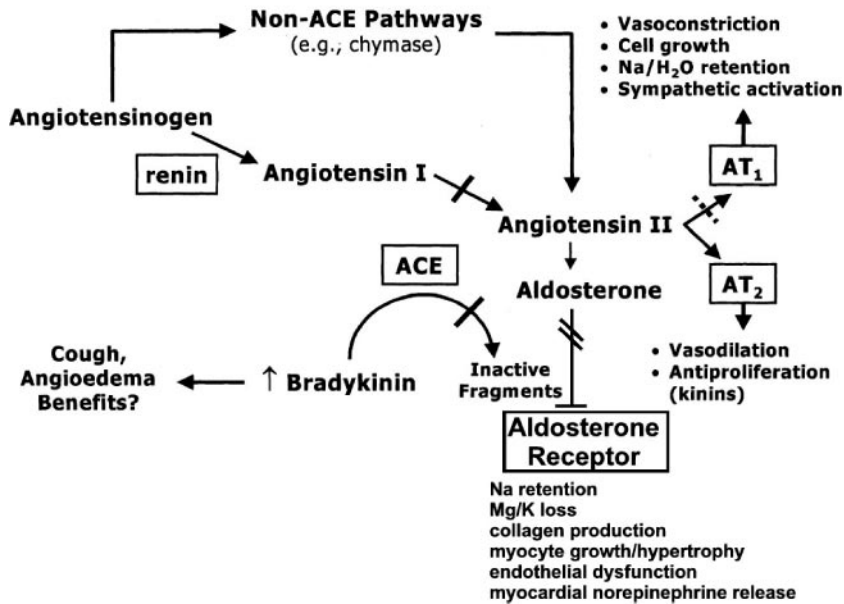 Non-ACE Pathways
(e.g., chymase)
• Vasoconstriction
• Cell growth
• Na/H₂O retention
• Sympathetic activation
Angiotensinogen
renin
Angiotensin I
AT₁
Angiotensin II
ACE
Aldosterone
AT₂
Cough,
Angioedema
Benefits?
↑ Bradykinin
Inactive
Fragments
• Vasodilation
• Antiproliferation
(kinins)
Aldosterone
Receptor
Na retention
Mg/K loss
collagen production
myocyte growth/hypertrophy
endothelial dysfunction
myocardial norepinephrine release